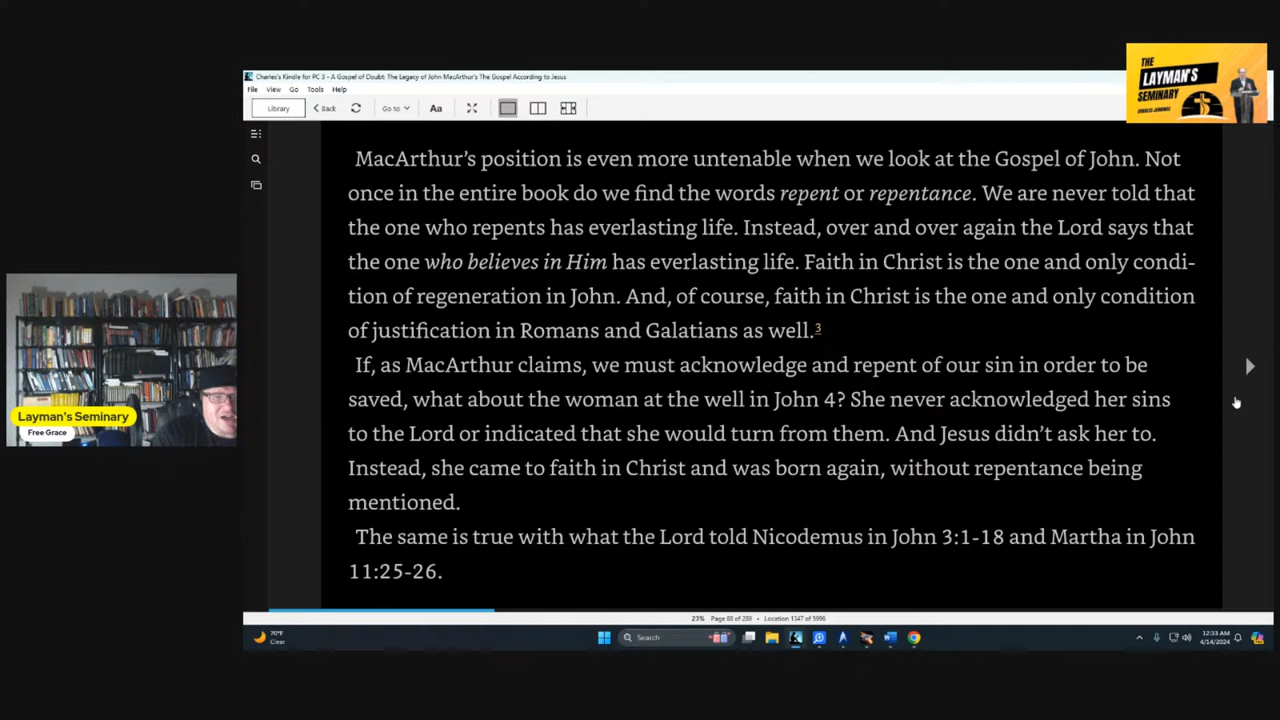 THE
LAYMAN'S
SEMINARY
CHARLES JENNINGS
Charles's Kindle for PC 3 - A Gospel of Doubt: The Legacy of John MacArthur's The Gospel According to Jesus
File View Go Tools Help
Library Back Go to Aa
MacArthur's position is even more untenable when we look at the Gospel of John. Not
once in the entire book do we find the words repent or repentance. We are never told that
the one who repents has everlasting life. Instead, over and over again the Lord says that
the one who believes in Him has everlasting life. Faith in Christ is the one and only condi-
tion of regeneration in John. And, of course, faith in Christ is the one and only condition
of justification in Romans and Galatians as well.3
If, as MacArthur claims, we must acknowledge and repent of our sin in order to be
saved, what about the woman at the well in John 4? She never acknowledged her sins
to the Lord or indicated that she would turn from them. And Jesus didn't ask her to.
Instead, she came to faith in Christ and was born again, without repentance being
mentioned.
The same is true with what the Lord told Nicodemus in John 3:1-18 and Martha in John
11:25-26.
Layman's Seminary
Free Grace
23% Page 88 of 289 • Location 1347 of 5996
70°F
Clear
Search
12:33 AM
4/14/2024